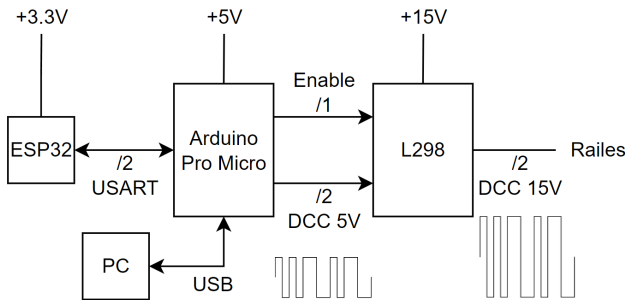 +3.3V
+5V
+15V
Enable
/1
ESP32
/2
USART
Arduino
Pro Micro
L298
/2
DCC 15V
Railes
/2
DCC 5V
PC
USB